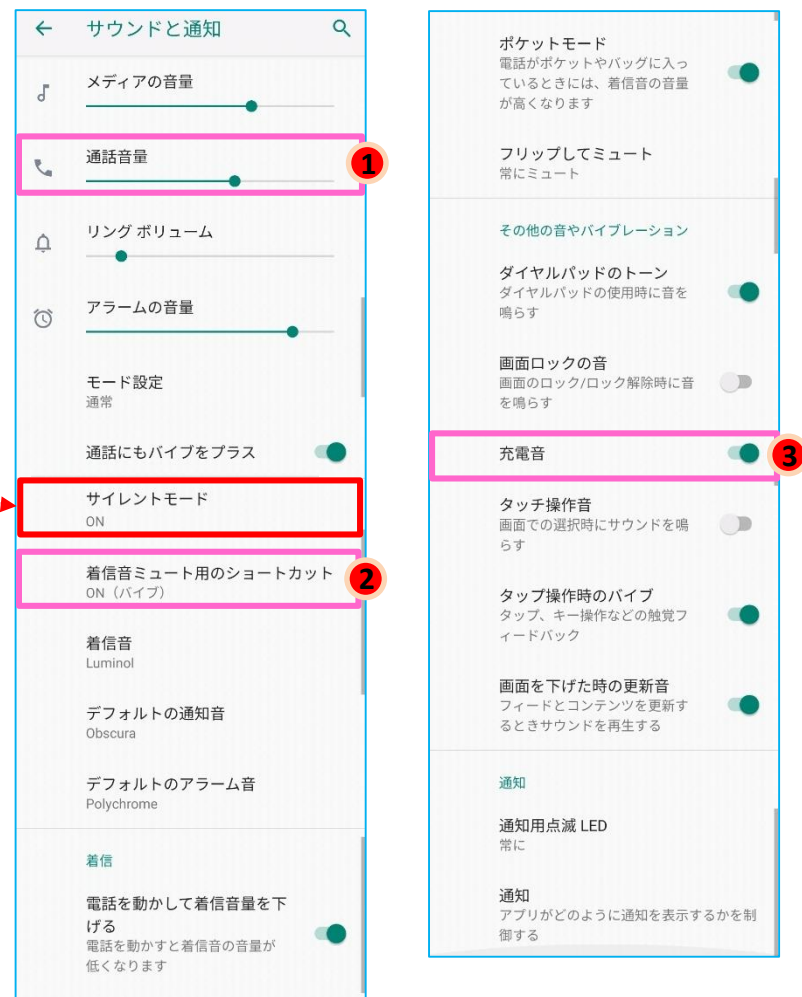 サウンドと通知
メディアの音量
通話音量
1
リング ボリューム
アラームの音量
モード設定
通常
通話にもバイブをプラス
サイレントモード
ON
着信音ミュート用のショートカット
ON（バイブ）
2
着信音
Luminol
デフォルトの通知音
Obscura
デフォルトのアラーム音
Polychrome
着信
電話を動かして着信音量を下
げる
電話を動かすと着信音の音量が
低くなります
ポケットモード
電話がポケットやバッグに入っ
ているときには、着信音の音量
が高くなります
フリップしてミュート
常にミュート
その他の音やバイブレーション
ダイヤルパッドのトーン
ダイヤルパッドの使用時に音を
鳴らす
画面ロックの音
画面のロック/ロック解除時に音
を鳴らす
充電音
3
タッチ操作音
画面での選択時にサウンドを鳴
らす
タップ操作時のバイブ
タップ、キー操作などの触覚フ
ィードバック
画面を下げた時の更新音
フィードとコンテンツを更新す
るときサウンドを再生する
通知
通知用点滅 LED
常に
通知
アプリがどのように通知を表示するかを制
御する